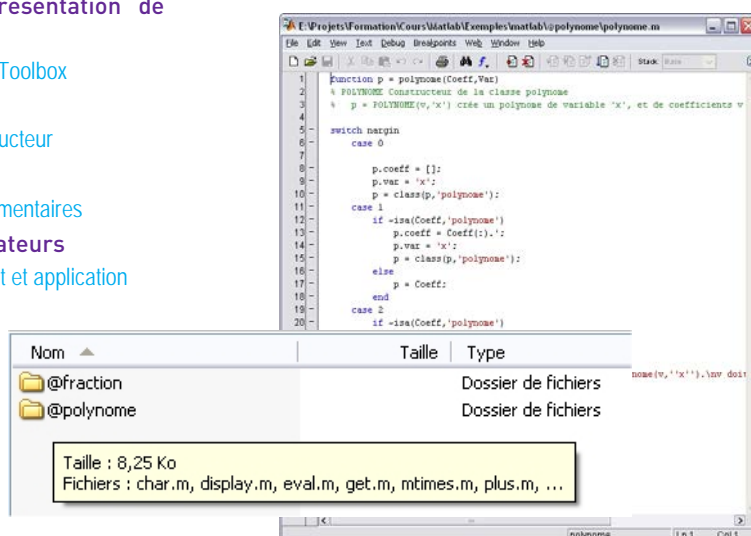 résentation de
Toolbox
ucteur
mentaires
ateurs
t et application
E:\Projets\Formation\Cours\Matlab\Exemples\matlab\@polynome\polynome.m
File Edit View Text Debug Breakpoints Web Window Help
Stack:
1 function p = polynome(Coeff,Var)
2 % POLYNOME Constructeur de la classe polynome
3 % p = POLYNOME(v,'x') crée un polynome de variable 'x', et de coefficients v
4
5 - switch nargin
6 - case 0
7
8 - p.coeff = [];
9 - p.var = 'x';
10 - p = class(p,'polynome');
11 - case 1
12 - if ~isa(Coeff,'polynome')
13 - p.coeff = Coeff(:).';
14 - p.var = 'x';
15 - p = class(p,'polynome');
16 - else
17 - p = Coeff;
18 - end
19 - case 2
20 - if ~isa(Coeff,'polynome')
nome(v,''x'').\nv doit
Nom Taille Type
@fraction Dossier de fichiers
@polynome Dossier de fichiers
Taille : 8,25 Ko
Fichiers : char.m, display.m, eval.m, get.m, mtimes.m, plus.m, ...
polynome Ln 1 Col 1